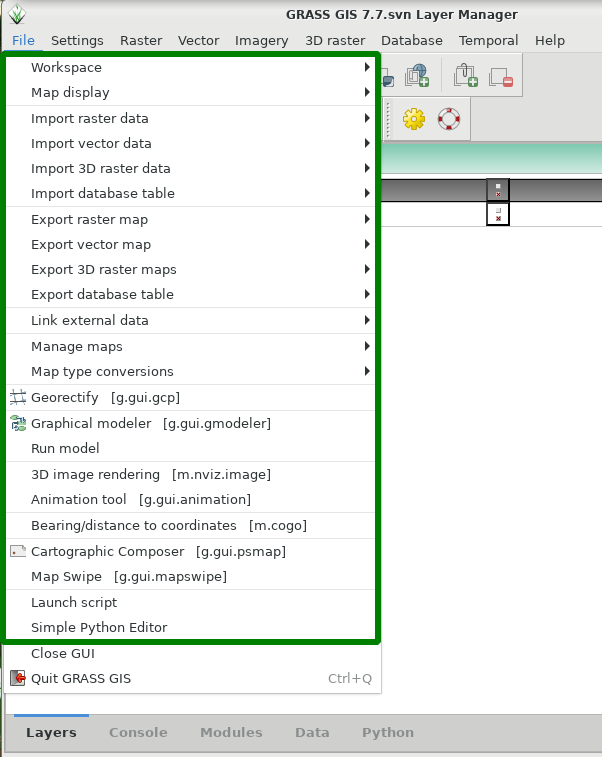 GRASS GIS 7.7.svn Layer Manager
File Settings Raster Vector Imagery 3D raster Database Temporal Help
Workspace
Map display
Import raster data
Import vector data
Import 3D raster data
Import database table
Export raster map
Export vector map
Export 3D raster maps
Export database table
Link external data
Manage maps
Map type conversions
Georectify [g.gui.gcp]
Graphical modeler [g.gui.gmodeler]
Run model
3D image rendering [m.nviz.image]
Animation tool [g.gui.animation]
Bearing/distance to coordinates [m.cogo]
Cartographic Composer [g.gui.psmap]
Map Swipe [g.gui.mapswipe]
Launch script
Simple Python Editor
Close GUI
Quit GRASS GIS Ctrl+Q
Layers Console Modules Data Python